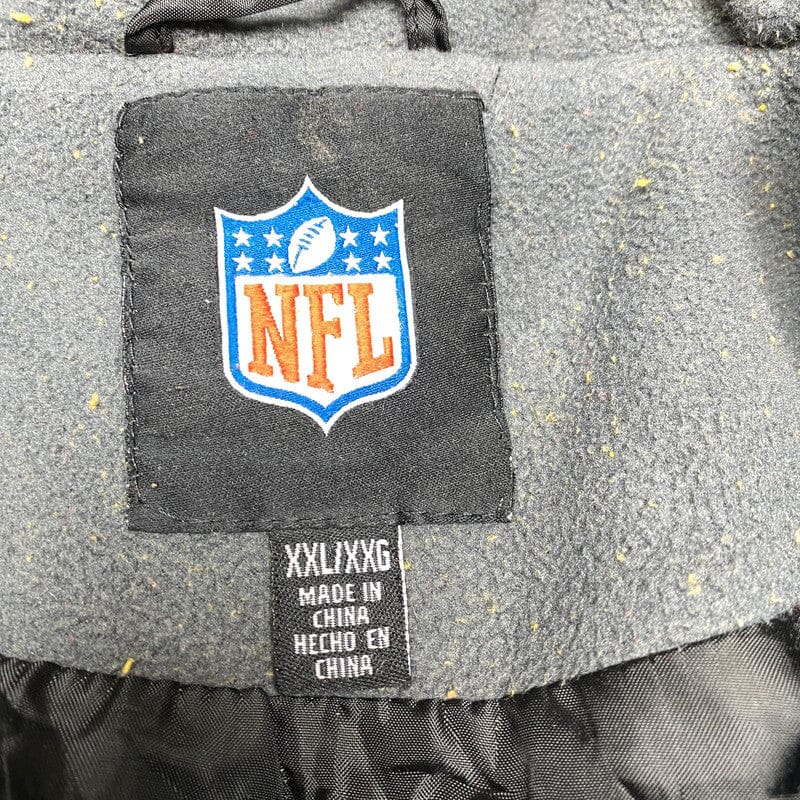 NFL
XXL/XXG
MADE IN
CHINA
HECHO EN
CHINA